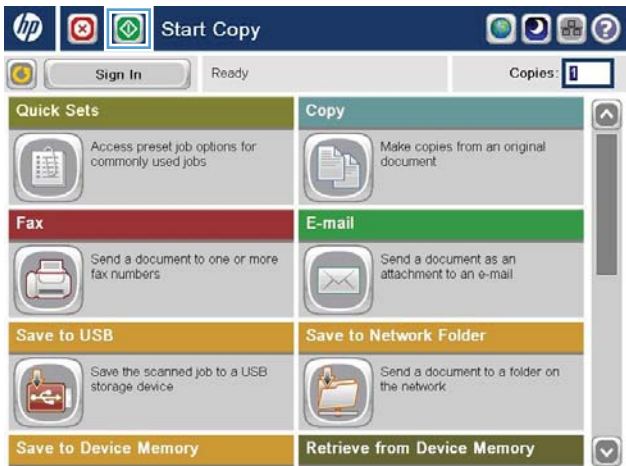 hp
Start Copy
?
Sign In
Ready
Copies: 1
Quick Sets
Access preset job options for
commonly used jobs
Copy
Make copies from an original
document
Fax
Send a document to one or more
fax numbers
E-mail
Send a document as an
attachment to an e-mail
Save to USB
Save the scanned job to a USB
storage device
Save to Network Folder
Send a document to a folder on
the network
Save to Device Memory
Retrieve from Device Memory